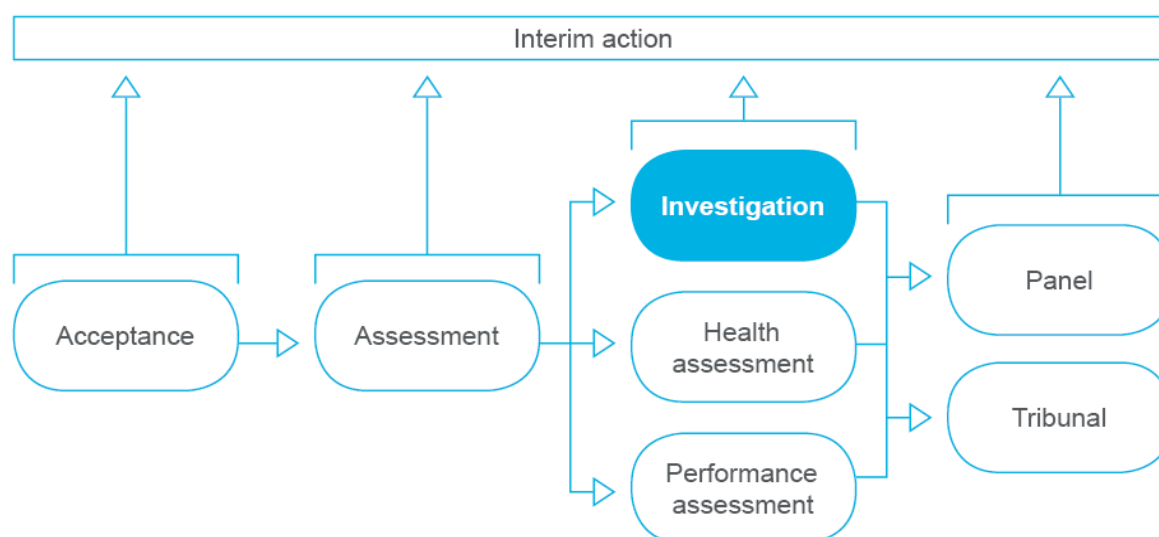 Interim action
Acceptance
Assessment
Investigation
Health
assessment
Performance
assessment
Panel
Tribunal